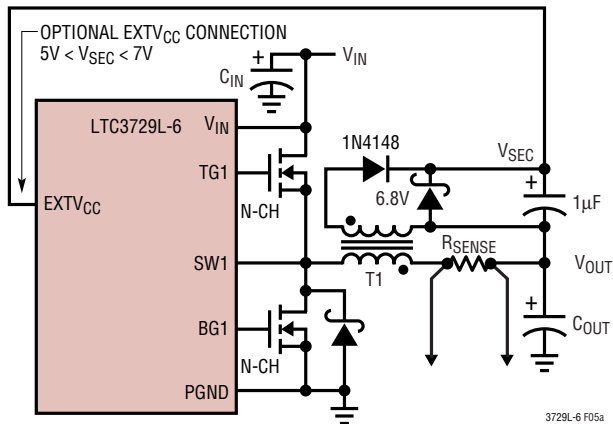 OPTIONAL EXTVCC CONNECTION
5V < VSEC < 7V
+
CIN
VIN
LTC3729L-6
VIN
TG1
N-CH
EXTVCC
SW1
BG1
N-CH
PGND
1N4148
6.8V
VSEC
+
1µF
T1
RSENSE
VOUT
+
COUT
3729L-6 F05a